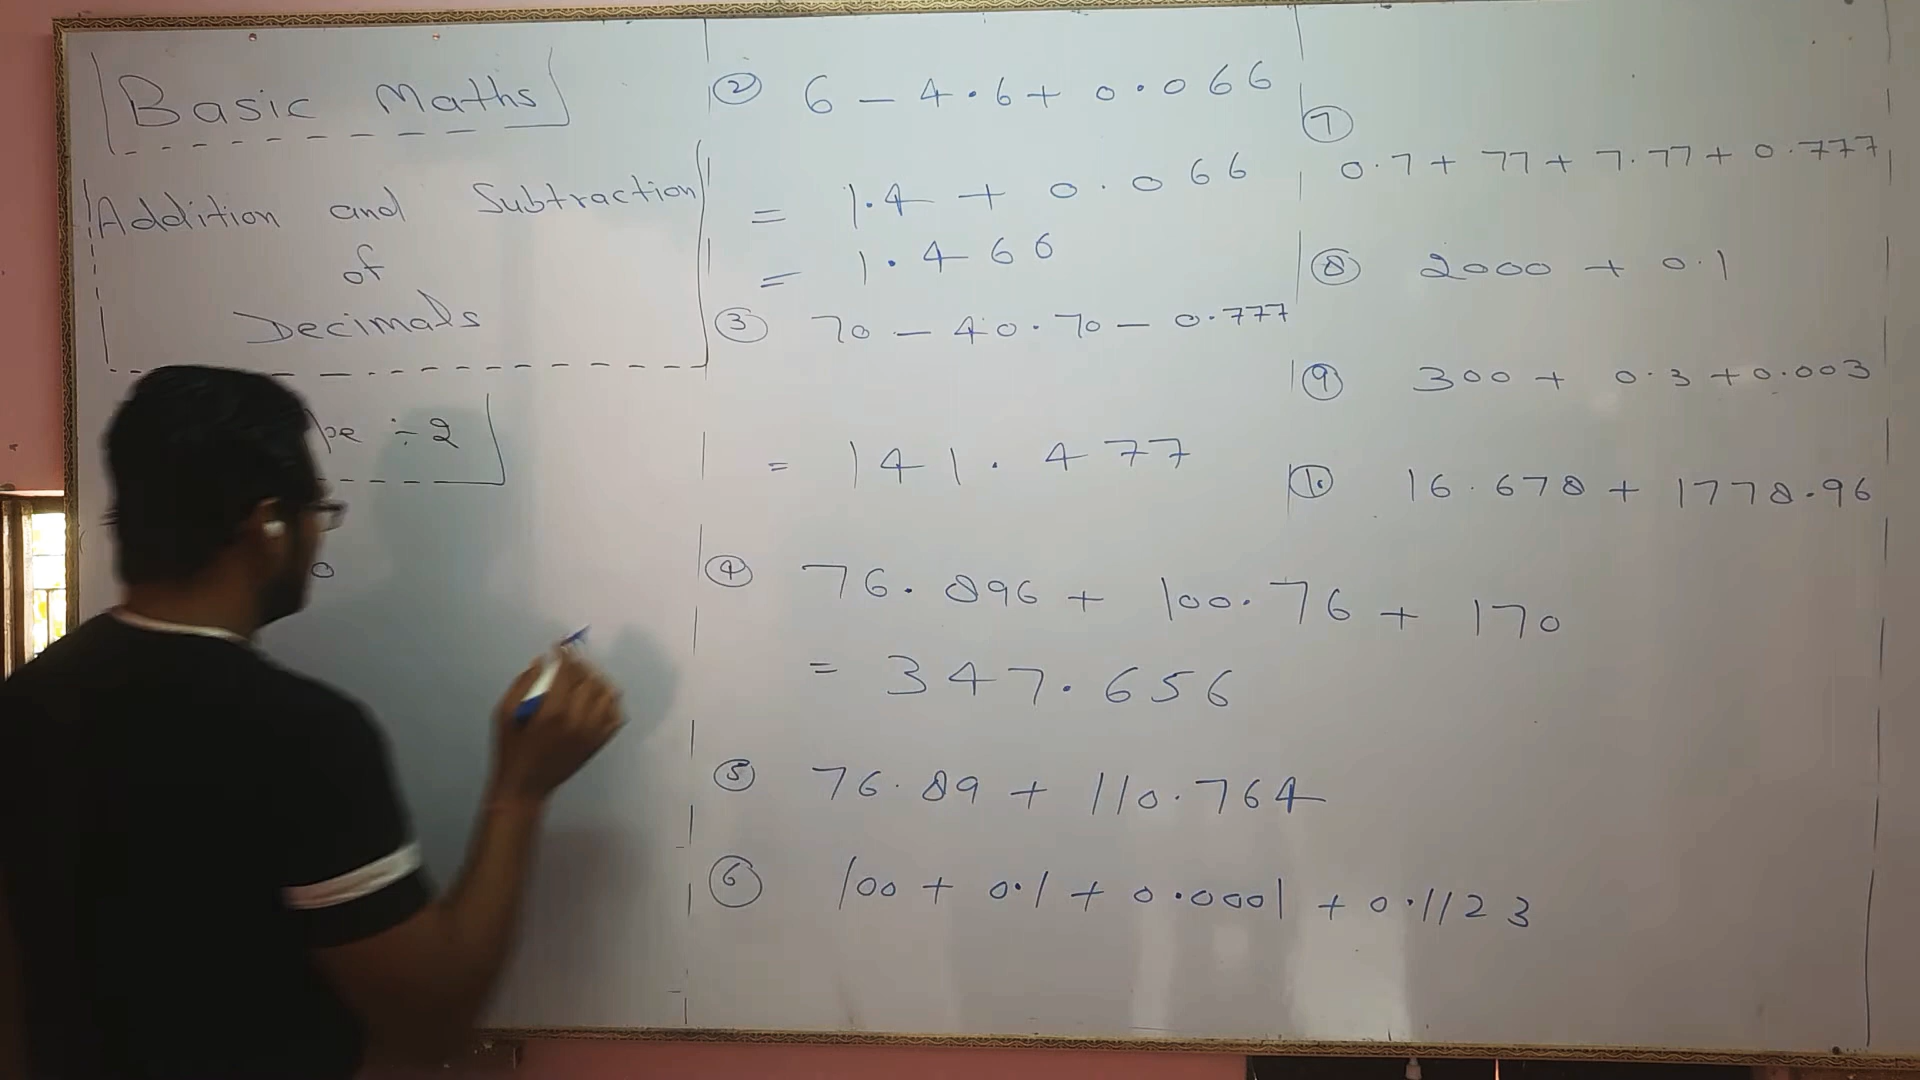 Basic Maths
Addition and Subtraction
of
Decimals
÷ 2
② 6 - 4.6 + 0.066
= 1.4 + 0.066
= 1.466
③ 70 - 40.70 - 0.777
= 141.477
④ 76.896 + 100.76 + 170
= 347.656
⑤ 76.89 + 110.764
⑥ 100 + 0.1 + 0.0001 + 0.1123
⑦
0.7 + 77 + 7.77 + 0.777
⑧ 2000 + 0.1
⑨ 300 + 0.3 + 0.003
⑩ 16.678 + 1778.96